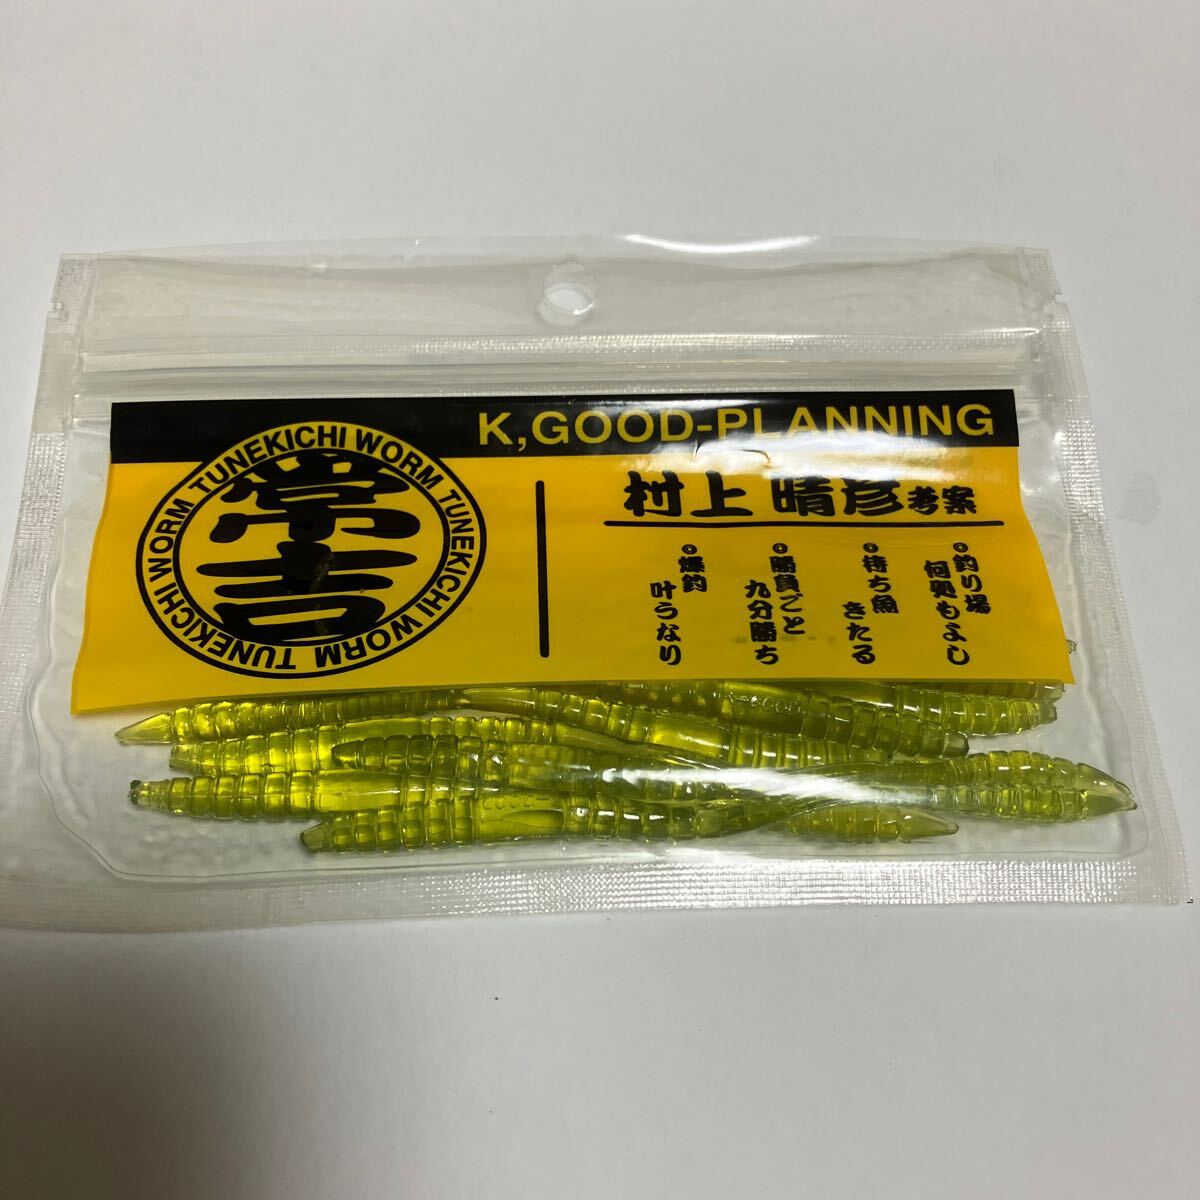 K,GOOD-PLANNING
TUNEKICHI WORM TUNEKICHI WORM TUNEKICHI WORM
常吉
村上 晴彦考案
◎釣り場
何処もよし
◎待ち魚
きたる
◎勝負ごと
九分勝ち
◎爆釣
叶うなり